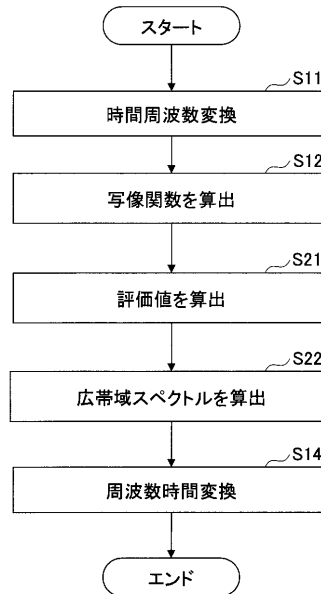 スタート
S11
時間周波数変換
S12
写像関数を算出
S21
評価値を算出
S22
広帯域スペクトルを算出
S14
周波数時間変換
エンド